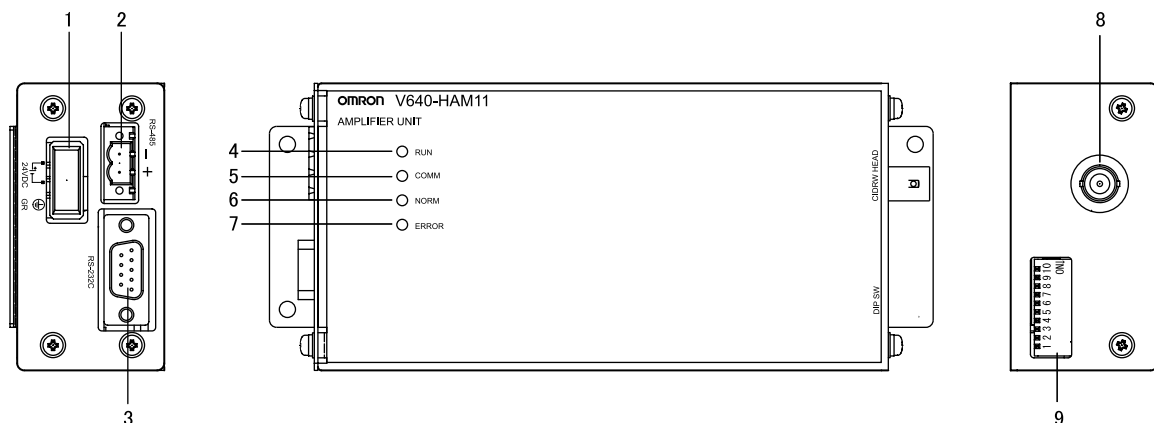 1
2
8
RS-485
- +
24VDC
GR
RS-232C
3
OMRON V640-HAM11
AMPLIFIER UNIT
4 RUN
5 COMM
6 NORM
7 ERROR
CIDRW HEAD
DIP SW
1 2 3 4 5 6 7 8 9 10
ON
9